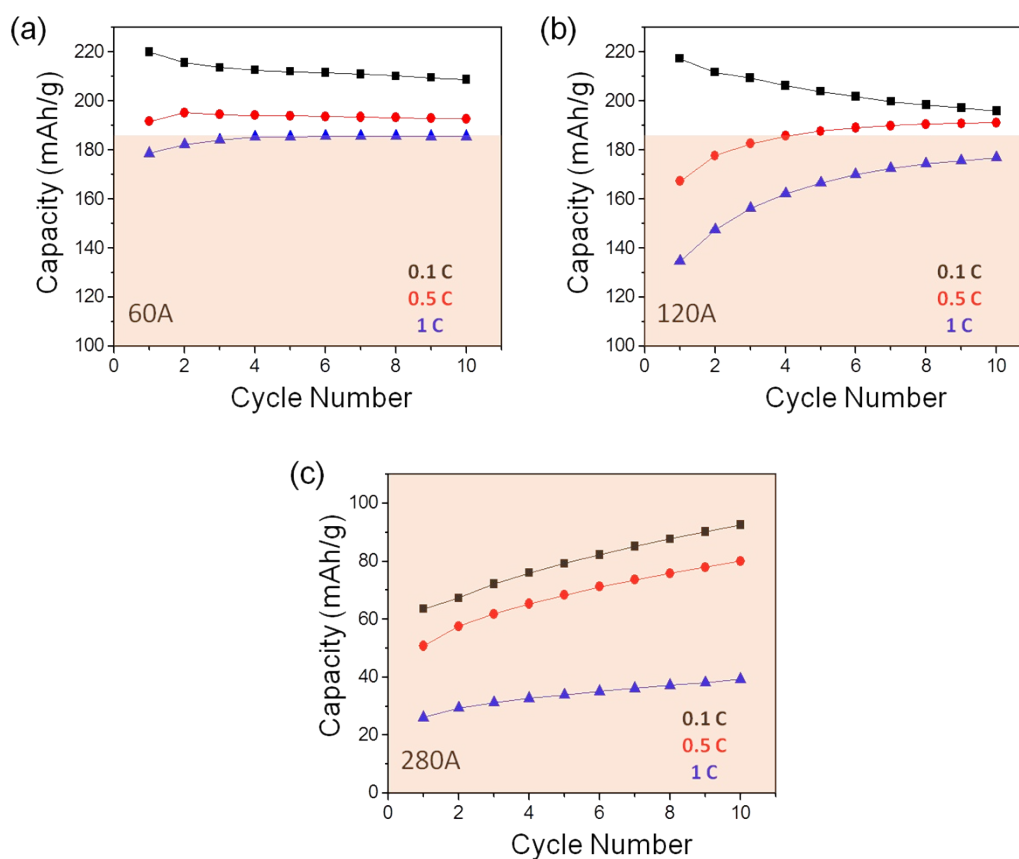 (a)
Capacity (mAh/g)
220
200
180
160
140
120
100
0.1 C
0.5 C
1 C
60A
0 2 4 6 8 10
Cycle Number
(b)
Capacity (mAh/g)
220
200
180
160
140
120
100
0.1 C
0.5 C
1 C
120A
0 2 4 6 8 10
Cycle Number
(c)
Capacity (mAh/g)
100
80
60
40
20
0
0.1 C
0.5 C
1 C
280A
0 2 4 6 8 10
Cycle Number